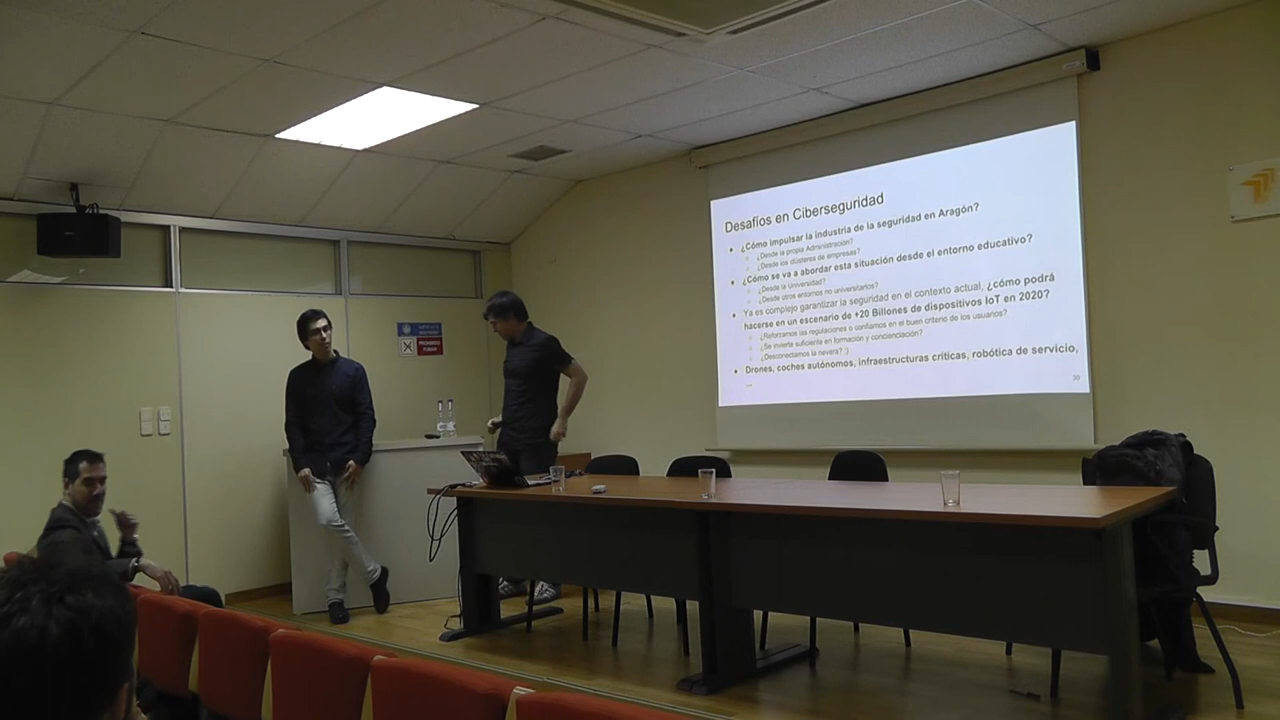 Desafíos en Ciberseguridad
• ¿Cómo impulsar la industria de la seguridad en Aragón?
○ ¿Desde la propia Administración?
○ ¿Desde los clústeres de empresas?
• ¿Cómo se va a abordar esta situación desde el entorno educativo?
○ ¿Desde la Universidad?
○ ¿Desde otros entornos no universitarios?
• Ya es complejo garantizar la seguridad en el contexto actual, ¿cómo podrá
hacerse en un escenario de +20 Billones de dispositivos IoT en 2020?
○ ¿Reforzamos las regulaciones o confiamos en el buen criterio de los usuarios?
○ ¿Se invierte suficiente en formación y concienciación?
○ ¿Desconectamos la nevera? :)
• Drones, coches autónomos, infraestructuras críticas, robótica de servicio,
30
PROHIBIDO
FUMAR